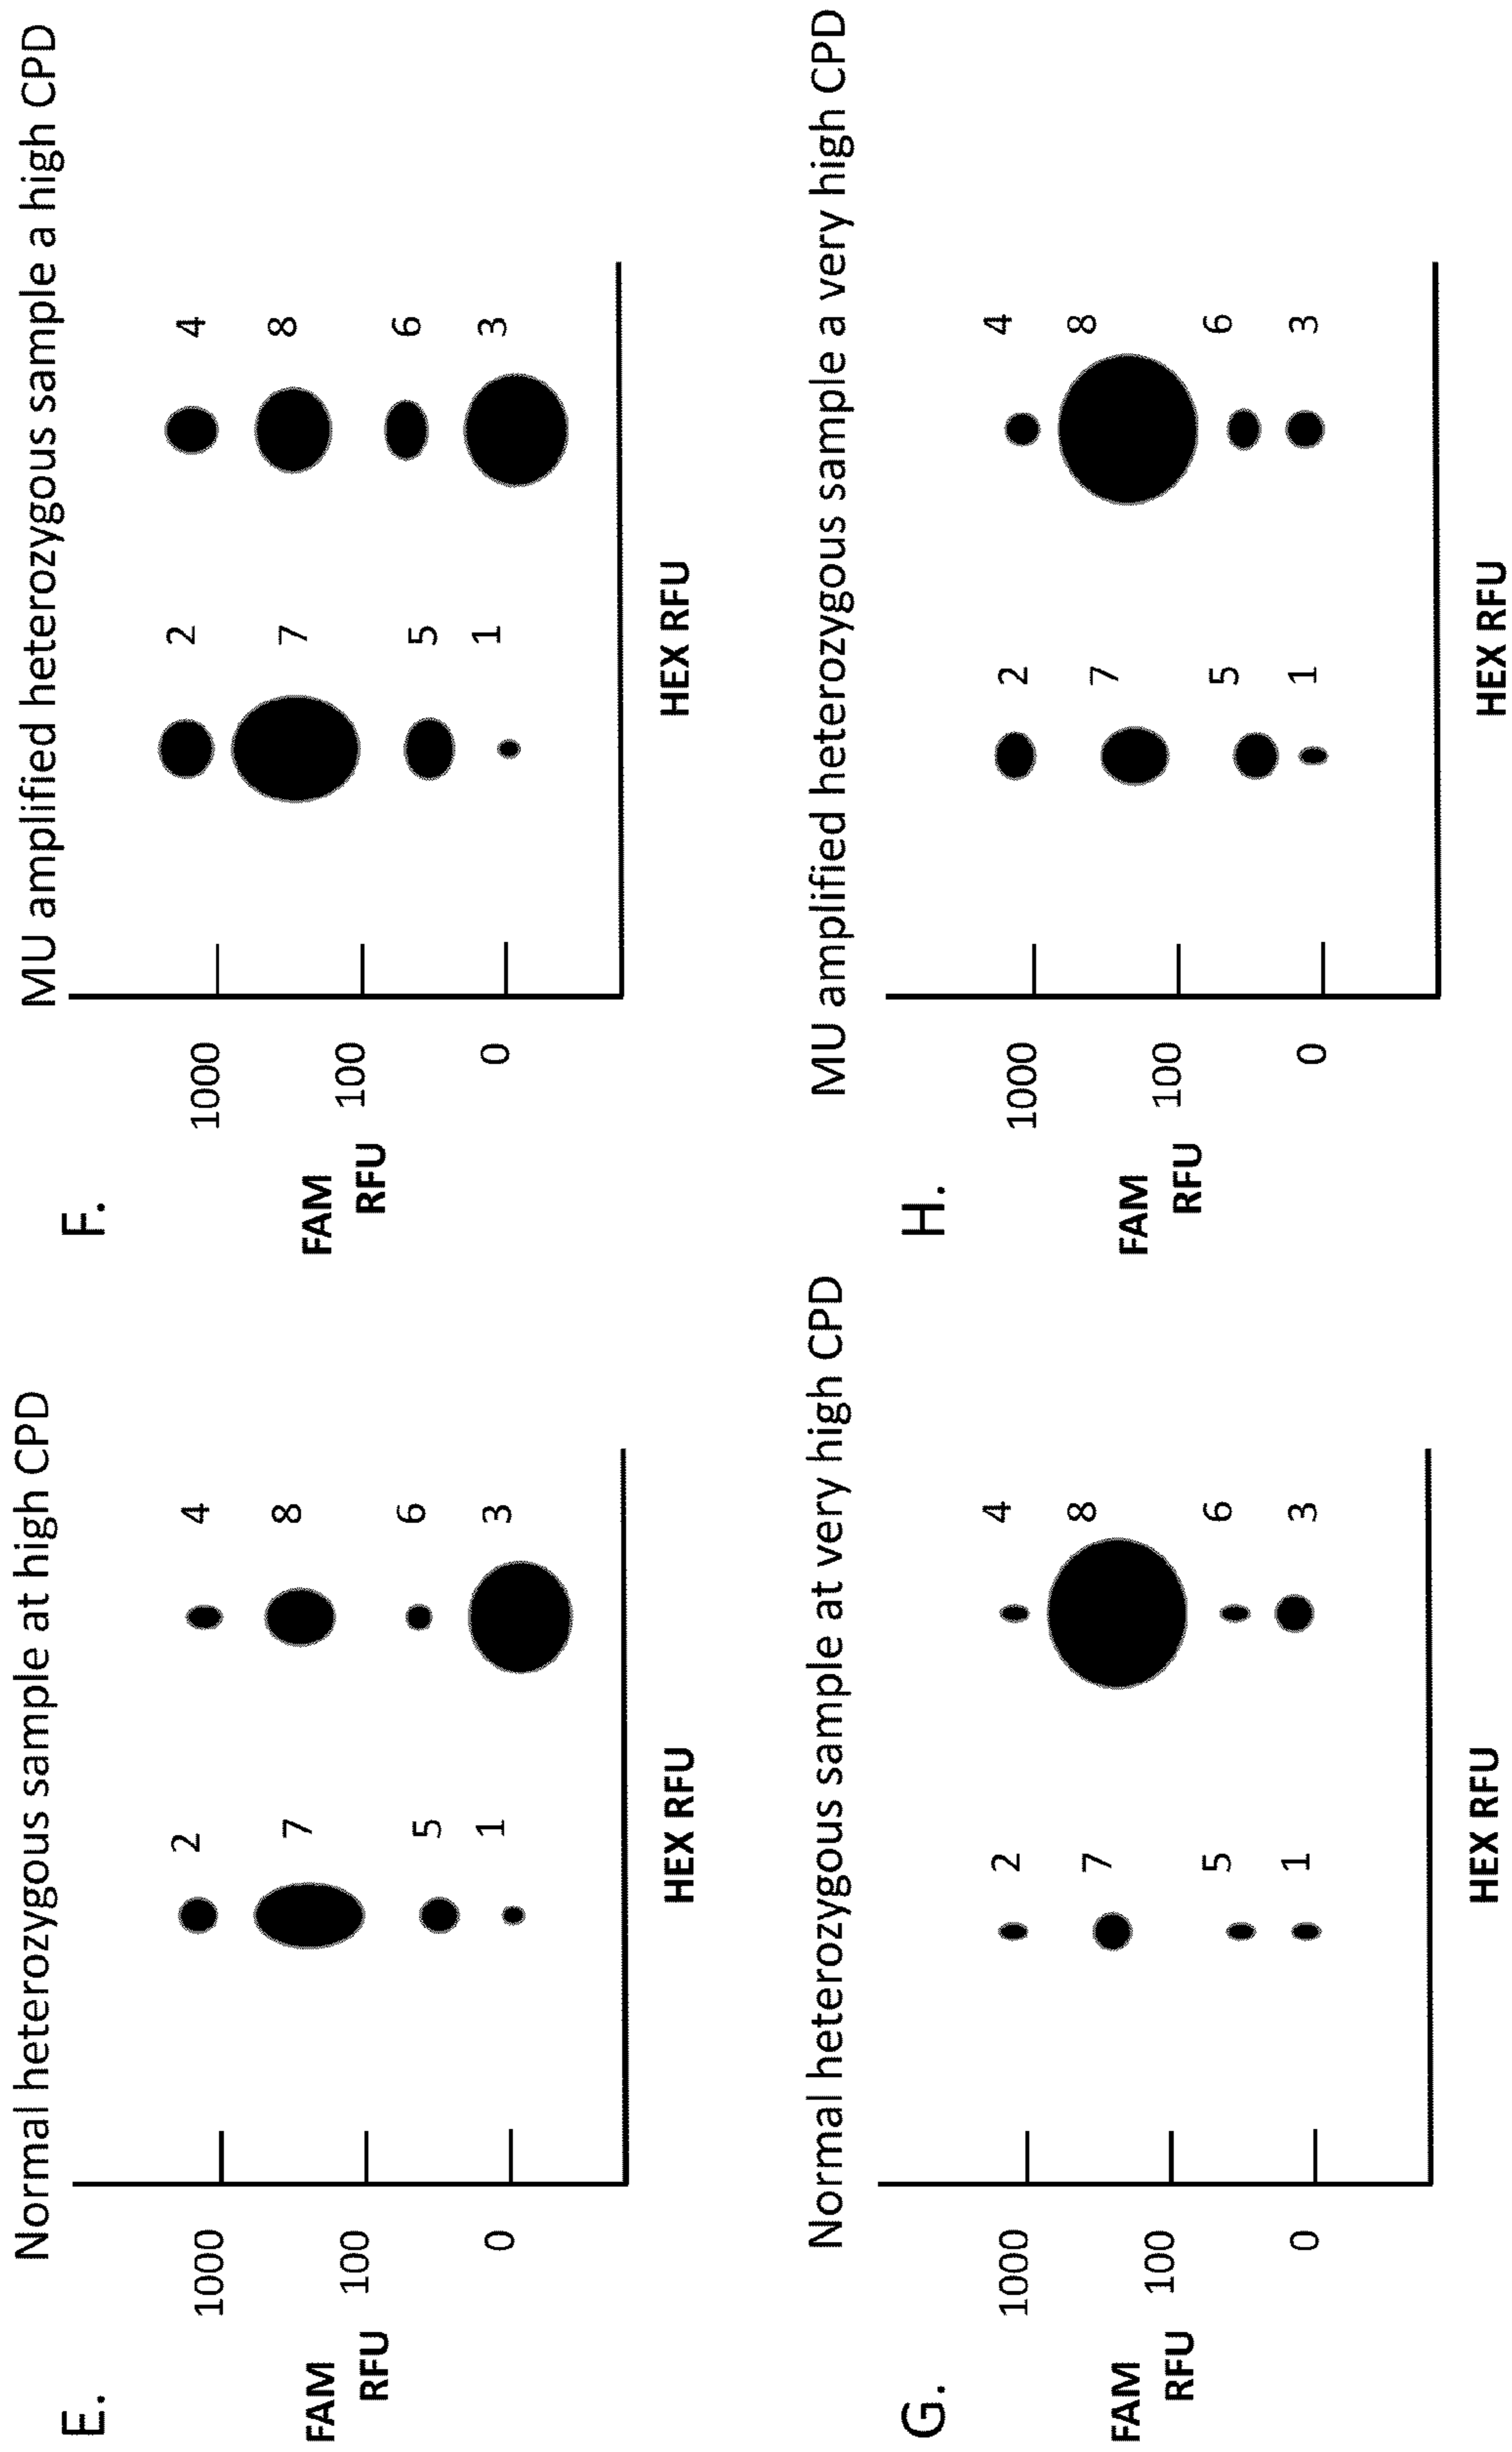 E.
Normal heterozygous sample at high CPD
FAM
RFU
1000
100
0
2
7
5
1
4
8
6
3
HEX RFU
F.
MU amplified heterozygous sample a high CPD
FAM
RFU
1000
100
0
2
7
5
1
4
8
6
3
HEX RFU
G.
Normal heterozygous sample at very high CPD
FAM
RFU
1000
100
0
2
7
5
1
4
8
6
3
HEX RFU
H.
MU amplified heterozygous sample a very high CPD
FAM
RFU
1000
100
0
2
7
5
1
4
8
6
3
HEX RFU